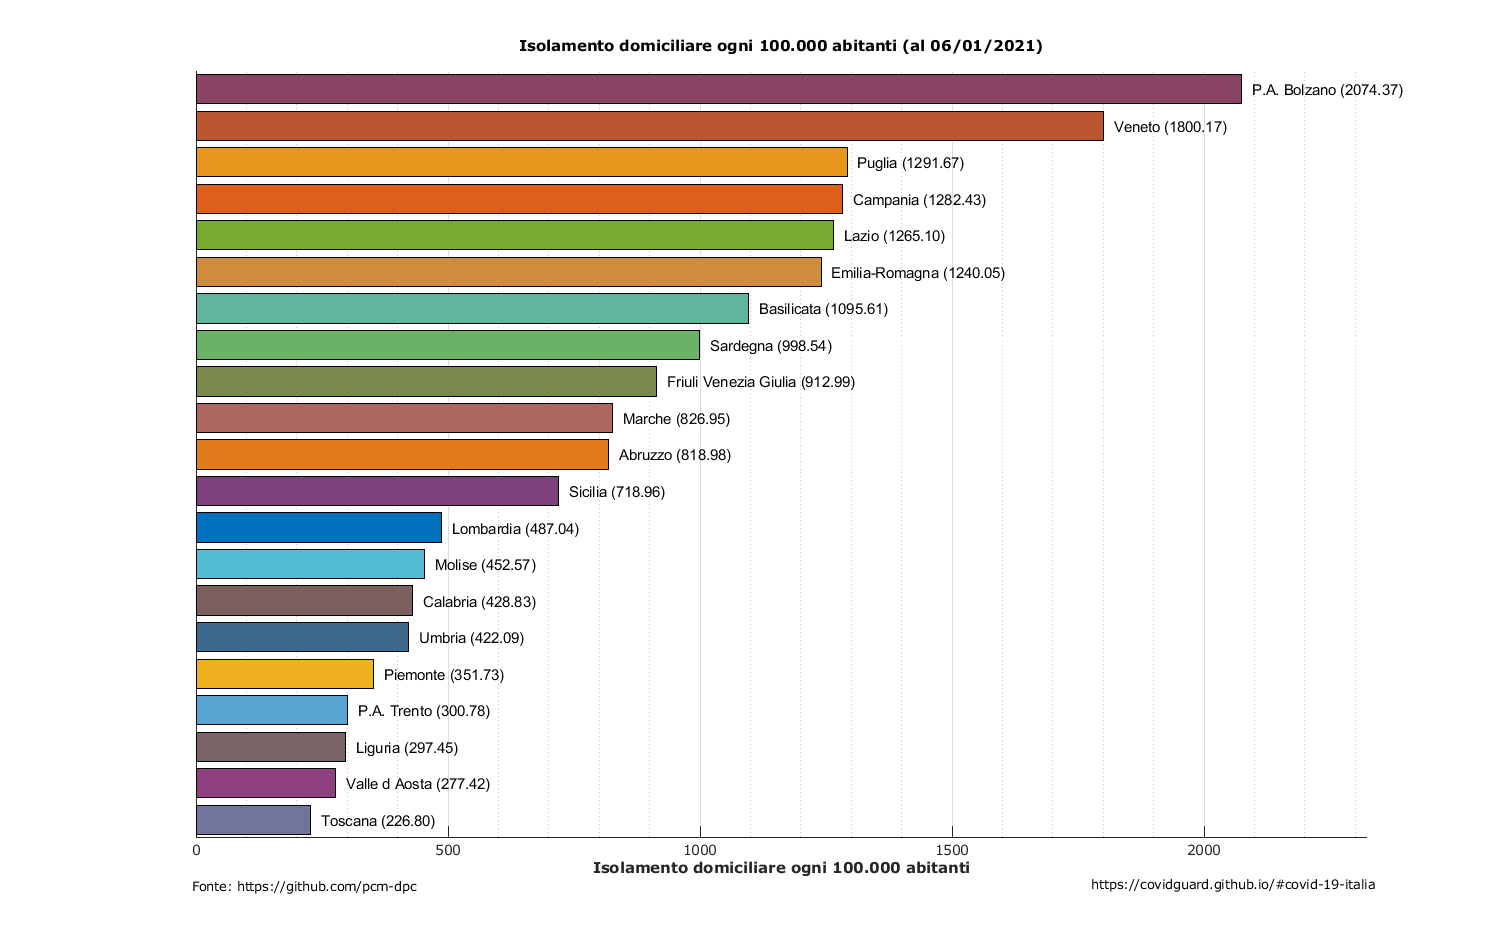 Isolamento domiciliare ogni 100.000 abitanti (al 06/01/2021)
P.A. Bolzano (2074.37)
Veneto (1800.17)
Puglia (1291.67)
Campania (1282.43)
Lazio (1265.10)
Emilia-Romagna (1240.05)
Basilicata (1095.61)
Sardegna (998.54)
Friuli Venezia Giulia (912.99)
Marche (826.95)
Abruzzo (818.98)
Sicilia (718.96)
Lombardia (487.04)
Molise (452.57)
Calabria (428.83)
Umbria (422.09)
Piemonte (351.73)
P.A. Trento (300.78)
Liguria (297.45)
Valle d Aosta (277.42)
Toscana (226.80)
0 500 1000 1500 2000
Isolamento domiciliare ogni 100.000 abitanti
Fonte: https://github.com/pcm-dpc
https://covidguard.github.io/#covid-19-italia